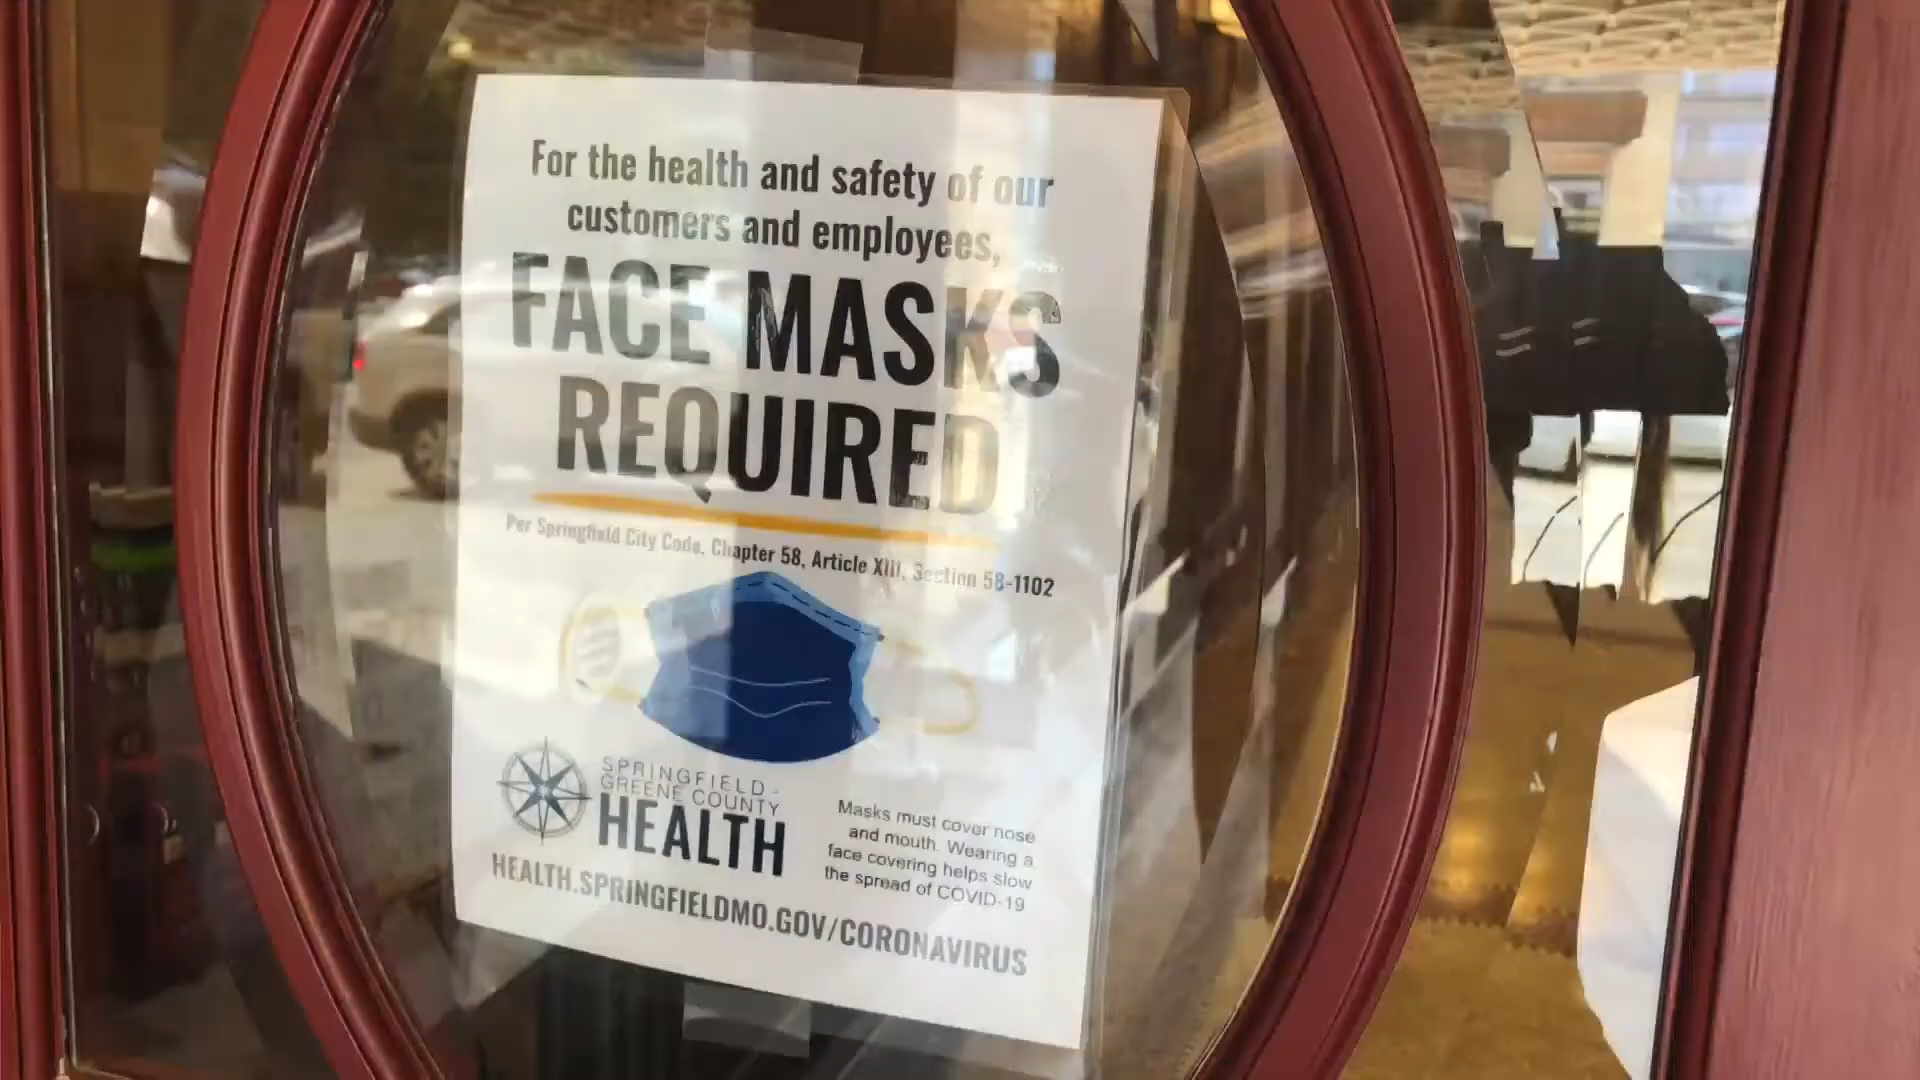 For the health and safety of our
customers and employees,
FACE MASKS
REQUIRED
Per Springfield City Code, Chapter 58, Article XIII, Section 58-1102
SPRINGFIELD-
GREENE COUNTY
HEALTH
HEALTH.SPRINGFIELDMO.GOV/CORONAVIRUS
Masks must cover nose
and mouth. Wearing a
face covering helps slow
the spread of COVID-19